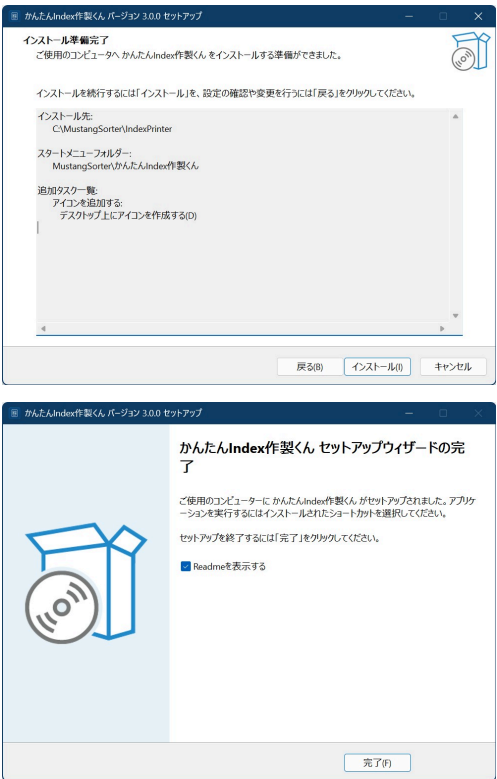 かんたんIndex作製くん バージョン 3.0.0 セットアップ
インストール準備完了
ご使用のコンピュータへ かんたんIndex作製くん をインストールする準備ができました。
インストールを続行するには「インストール」を、設定の確認や変更を行うには「戻る」をクリックしてください。
インストール先:
C:\MustangSorter\IndexPrinter
スタートメニューフォルダー:
MustangSorter\かんたんIndex作製くん
追加タスク一覧:
アイコンを追加する:
デスクトップ上にアイコンを作成する(D)
戻る(B)
インストール(I)
キャンセル
かんたんIndex作製くん バージョン 3.0.0 セットアップ
かんたんIndex作製くん セットアップウィザードの完
了
ご使用のコンピューターに かんたんIndex作製くん がセットアップされました。アプリケ
ーションを実行するにはインストールされたショートカットを選択してください。
セットアップを終了するには「完了」をクリックしてください。
Readmeを表示する
完了(F)